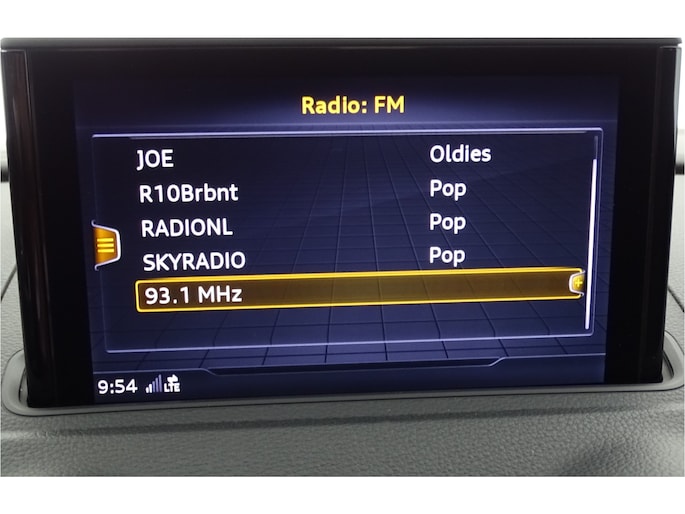 Radio: FM
JOE Oldies
R10Brbnt Pop
RADIONL Pop
SKYRADIO Pop
93.1 MHz
9:54 LTE